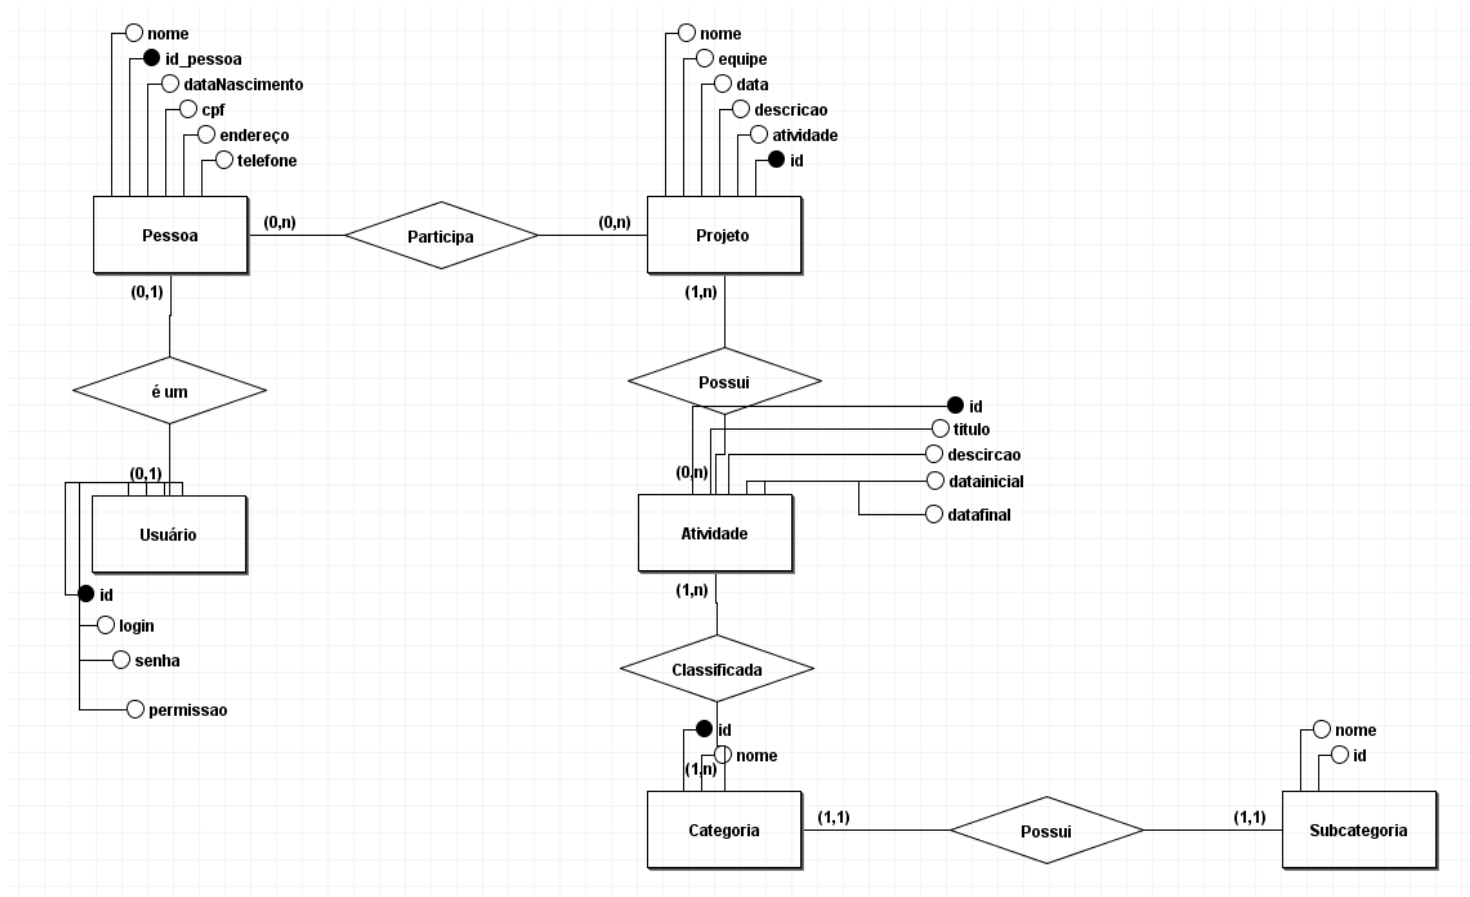 nome
id_pessoa
dataNascimento
cpf
endereço
telefone
Pessoa
(0,n)
Participa
(0,n)
nome
equipe
data
descricao
atividade
id
Projeto
(0,1)
é um
(0,1)
Usuário
id
login
senha
permissao
(1,n)
Possui
(0,n)
id
titulo
descircao
datainicial
datafinal
Atividade
(1,n)
Classificada
id
nome
(1,n)
Categoria
(1,1)
Possui
(1,1)
nome
id
Subcategoria